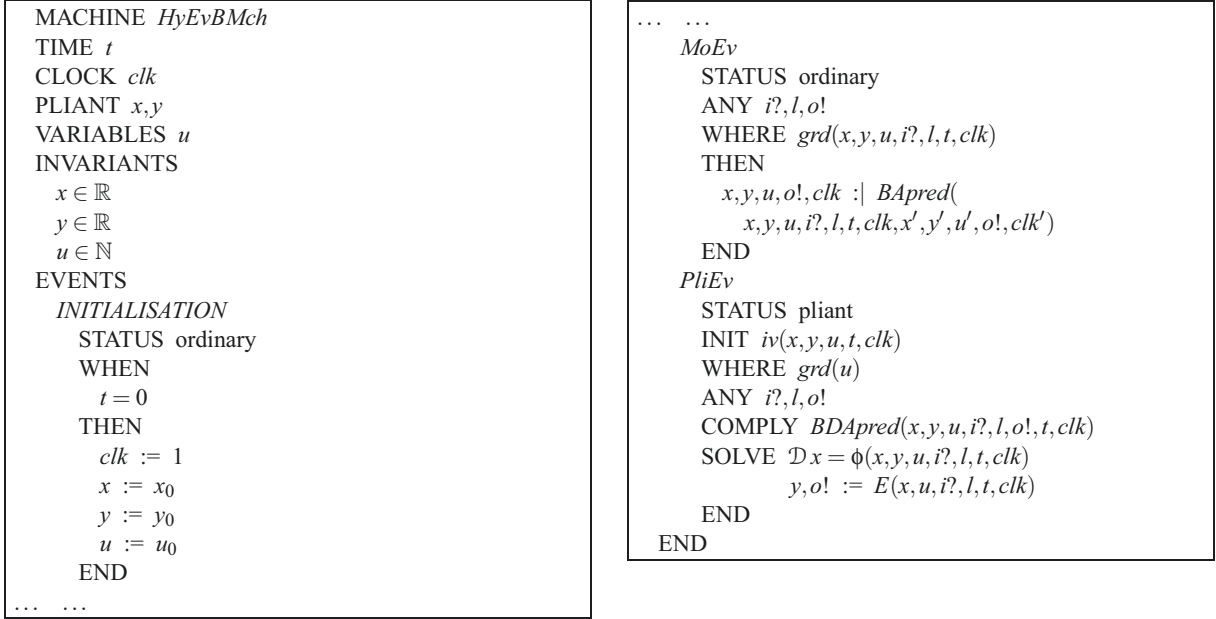 MACHINE HyEvBMch
TIME t
CLOCK clk
PLIANT x,y
VARIABLES u
INVARIANTS
x ∈ ℝ
y ∈ ℝ
u ∈ ℕ
EVENTS
INITIALISATION
STATUS ordinary
WHEN
t = 0
THEN
clk := 1
x := x₀
y := y₀
u := u₀
END
... ...
... ...
MoEv
STATUS ordinary
ANY i?,l,o!
WHERE grd(x,y,u,i?,l,t,clk)
THEN
x,y,u,o!,clk :| BApred(
x,y,u,i?,l,t,clk,x′,y′,u′,o!,clk′)
END
PliEv
STATUS pliant
INIT iv(x,y,u,t,clk)
WHERE grd(u)
ANY i?,l,o!
COMPLY BDApred(x,y,u,i?,l,o!,t,clk)
SOLVE 𝒟 x = ϕ(x,y,u,i?,l,t,clk)
y,o! := E(x,u,i?,l,t,clk)
END
END